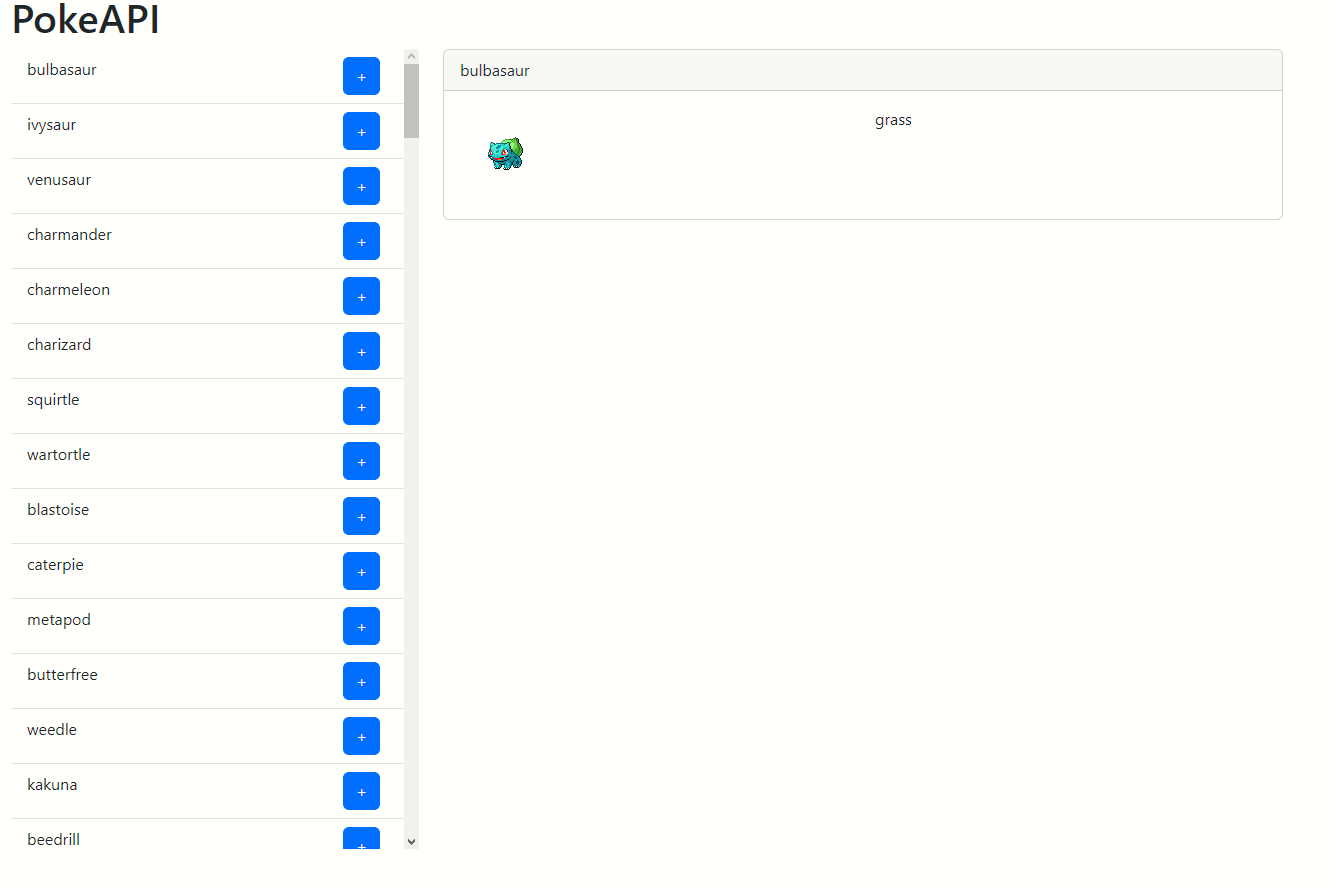 PokeAPI
bulbasaur
+
ivysaur
+
venusaur
+
charmander
+
charmeleon
+
charizard
+
squirtle
+
wartortle
+
blastoise
+
caterpie
+
metapod
+
butterfree
+
weedle
+
kakuna
+
beedrill
+
bulbasaur
grass